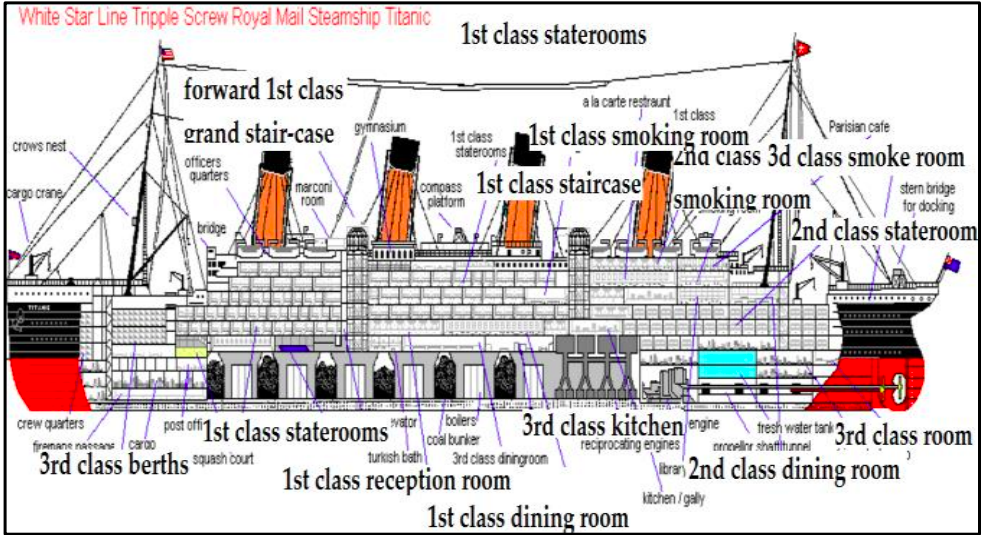 White Star Line Tripple Screw Royal Mail Steamship Titanic
1st class staterooms
forward 1st class
grand stair-case
gymnasium
a la carte restraunt
1st class
1st class smoking room
Parisian cafe
crows nest
officers
quarters
marconi
room
1st class
staterooms
compass
platform
1st class staircase
2nd class
smoking room
3d class smoke room
cargo crane
stern bridge
for docking
bridge
2nd class stateroom
TITANIC
crew quarters
firemans passage
cargo
3rd class berths
post offi
squash court
1st class staterooms
evator
turkish bath
boilers
coal bunker
3rd class diningroom
1st class reception room
1st class dining room
3rd class kitchen
reciprocating engines
kitchen / gally
engine
library
propellor shaft tunnel
fresh water tank
2nd class dining room
3rd class room